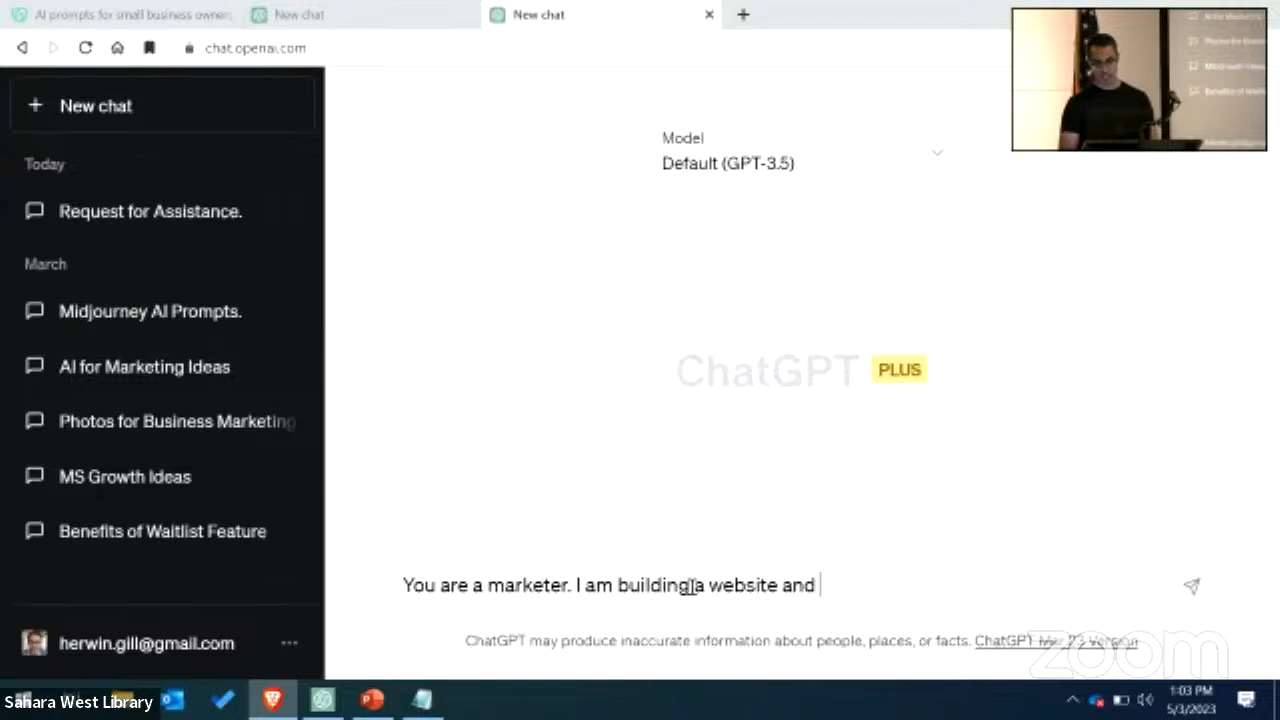 AI prompts for small business owner
New chat
New chat
chat.openai.com
New chat
Today
Request for Assistance.
March
Midjourney AI Prompts.
AI for Marketing Ideas
Photos for Business Marketing
MS Growth Ideas
Benefits of Waitlist Feature
herwin.gill@gmail.com
Model
Default (GPT-3.5)
ChatGPT PLUS
You are a marketer. I am building a website and
ChatGPT may produce inaccurate information about people, places, or facts. ChatGPT Mar 23 Version
zoom
Sahara West Library
1:03 PM
5/3/2023